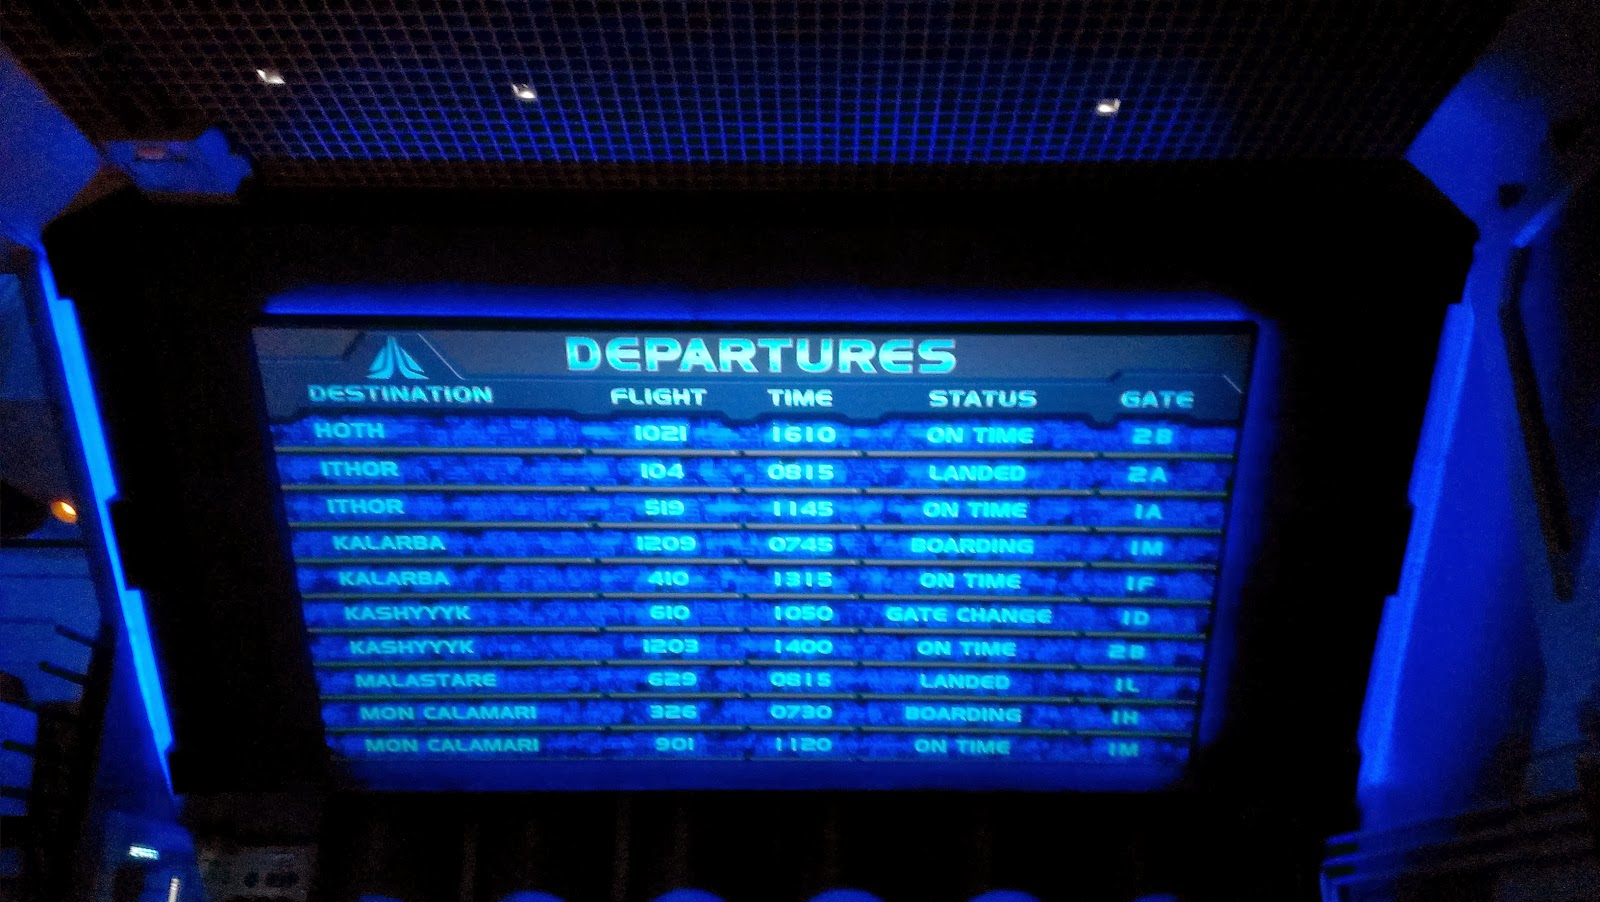 DEPARTURES
DESTINATION FLIGHT TIME STATUS GATE
HOTH 1021 1610 ON TIME 2B
ITHOR 104 0815 LANDED 2A
ITHOR 519 1145 ON TIME 1A
KALARBA 1209 0745 BOARDING 1M
KALARBA 410 1315 ON TIME 1F
KASHYYYK 610 1050 GATE CHANGE 1D
KASHYYYK 1203 1400 ON TIME 2B
MALASTARE 629 0815 LANDED 1L
MON CALAMARI 326 0730 BOARDING 1H
MON CALAMARI 901 1120 ON TIME 1M